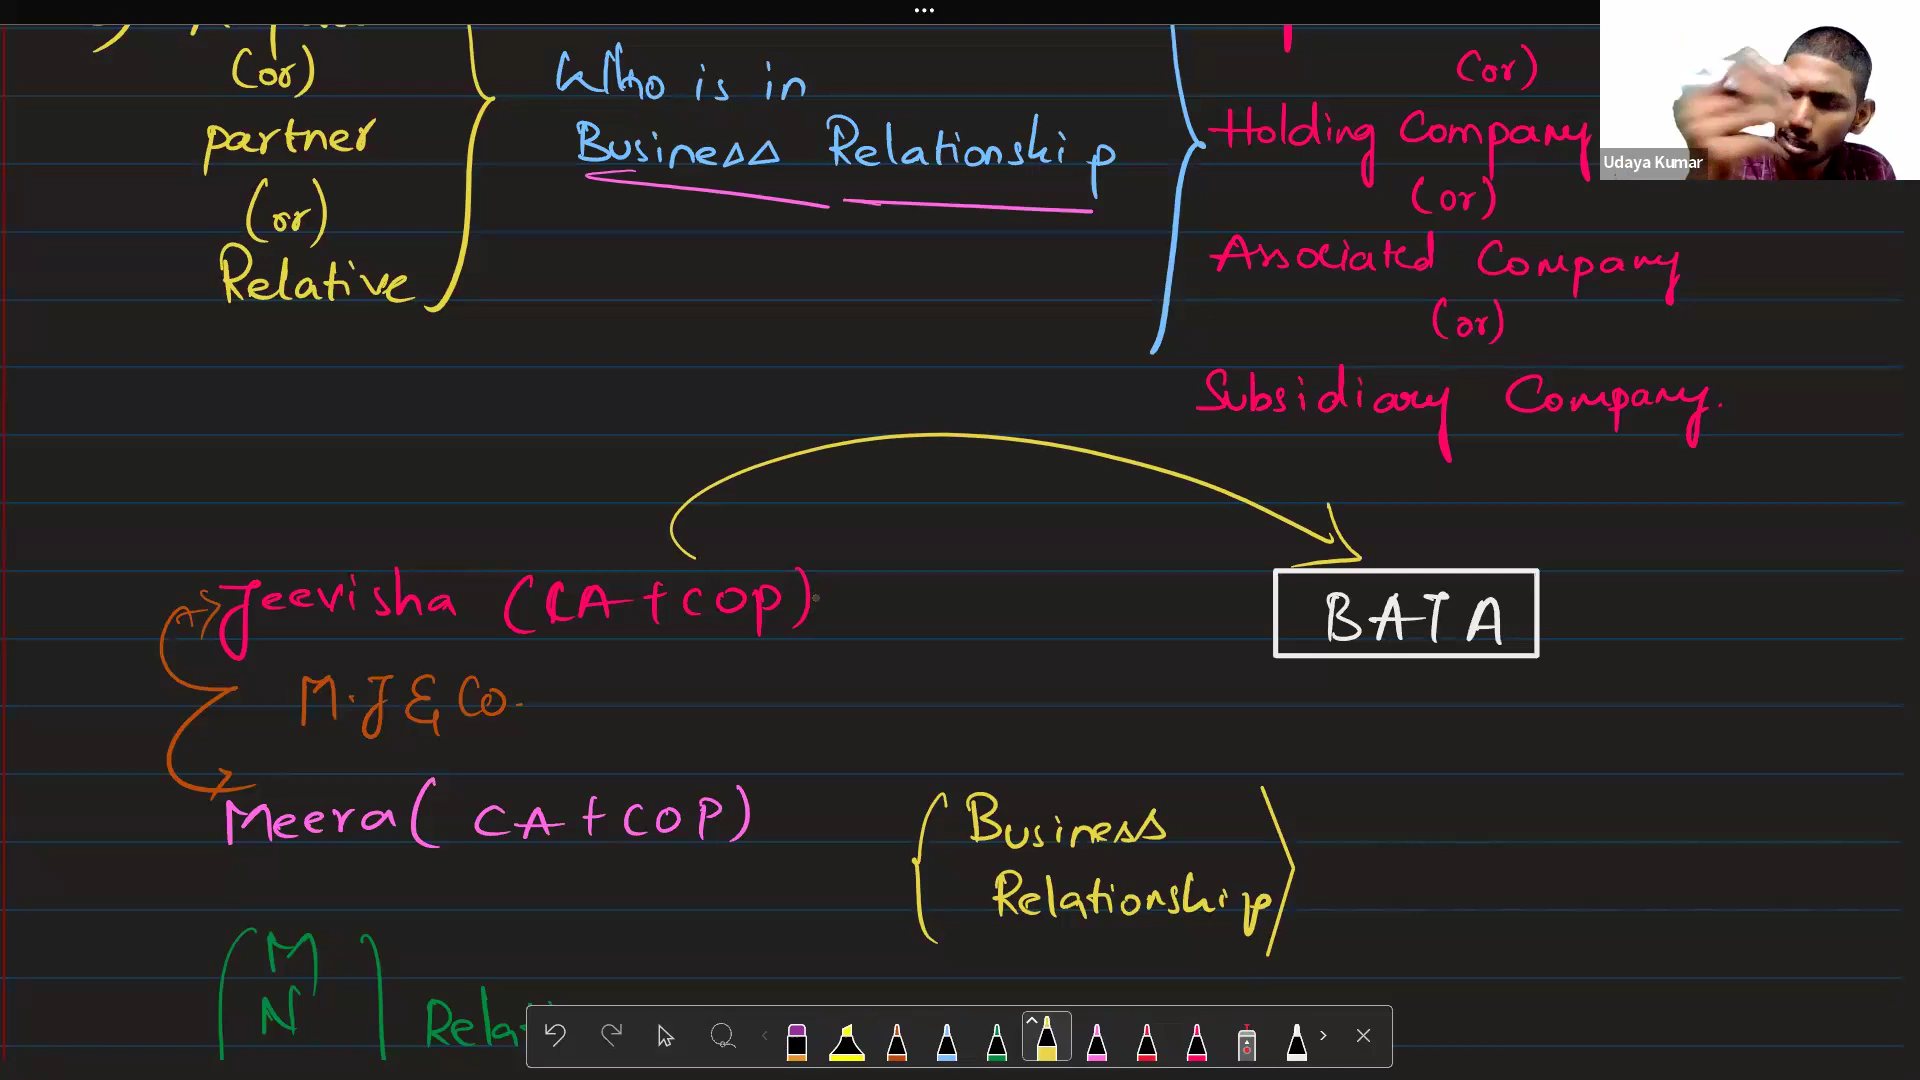 (or)
partner
(or)
Relative
Who is in
Business Relationship
(or)
Holding Company
(or)
Associated Company
(or)
Subsidiary Company.
Udaya Kumar
Jeevisha (CA + COP)
BATA
M.J & Co.
Meera (CA + COP)
Business
Relationship
M
N